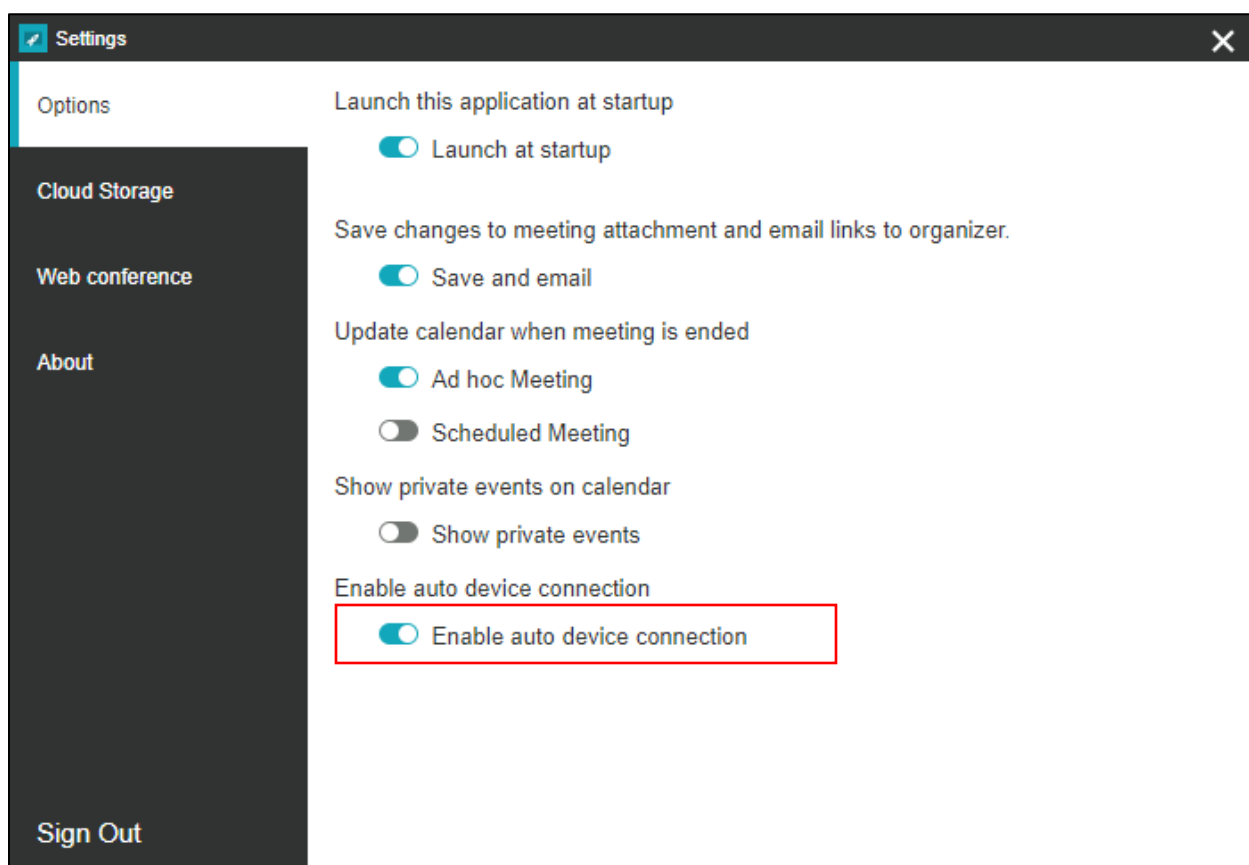 Settings
Options
Cloud Storage
Web conference
About
Sign Out
Launch this application at startup
Launch at startup
Save changes to meeting attachment and email links to organizer.
Save and email
Update calendar when meeting is ended
Ad hoc Meeting
Scheduled Meeting
Show private events on calendar
Show private events
Enable auto device connection
Enable auto device connection